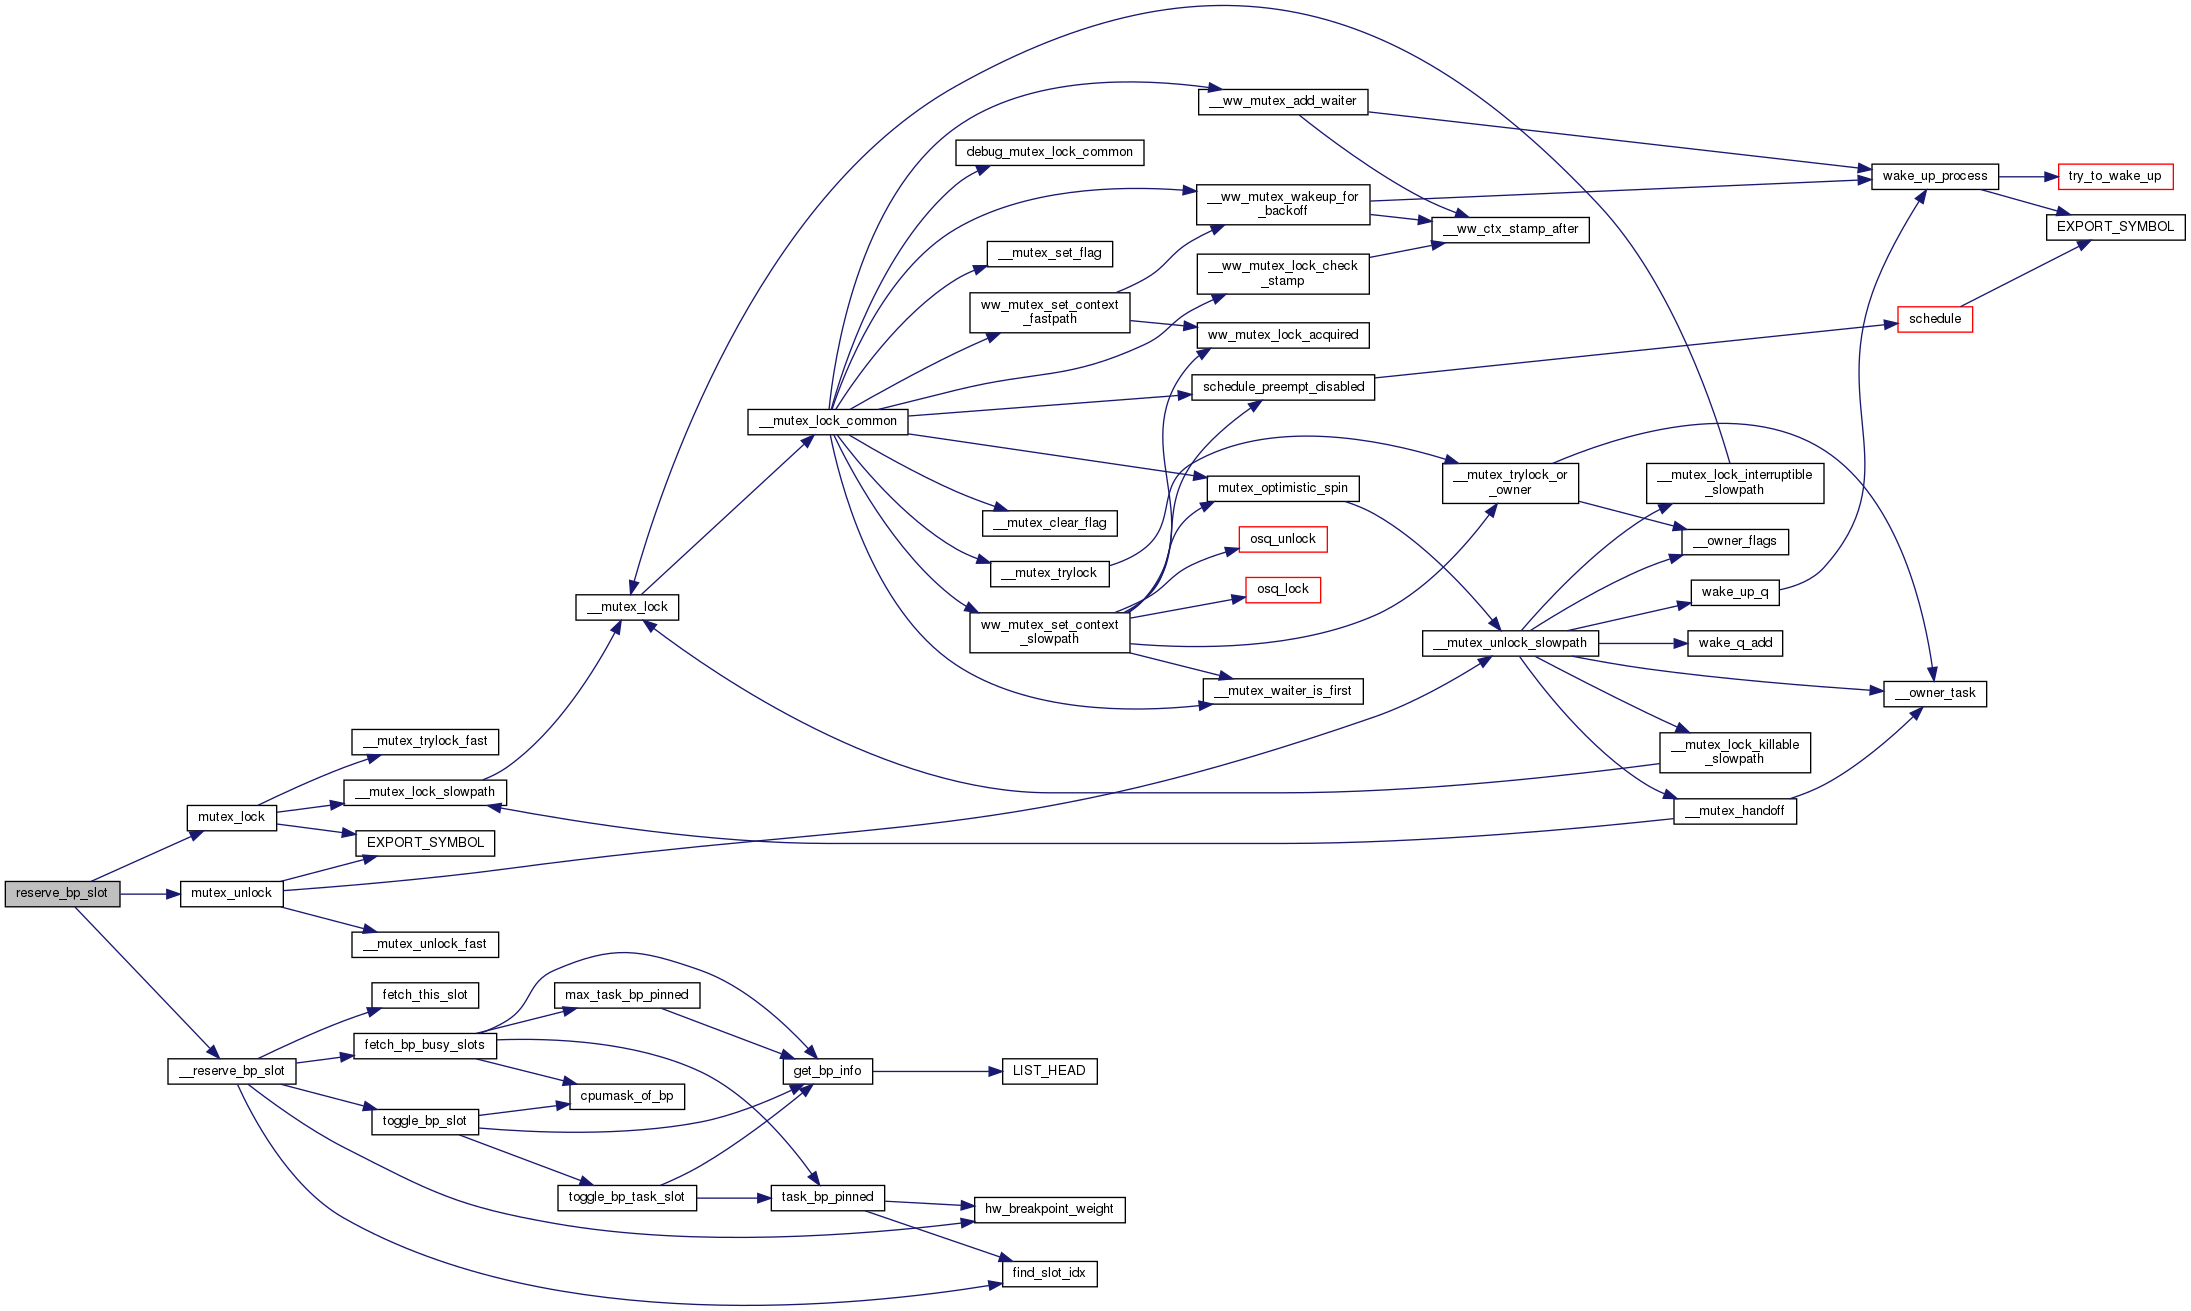 __ww_mutex_add_waiter
debug_mutex_lock_common
wake_up_process
try_to_wake_up
__ww_mutex_wakeup_for
_backoff
__ww_ctx_stamp_after
EXPORT_SYMBOL
__mutex_set_flag
__ww_mutex_lock_check
_stamp
ww_mutex_set_context
_fastpath
ww_mutex_lock_acquired
schedule
schedule_preempt_disabled
__mutex_lock_common
mutex_optimistic_spin
__mutex_trylock_or
_owner
__mutex_lock_interruptible
_slowpath
__mutex_clear_flag
osq_unlock
__owner_flags
__mutex_trylock
osq_lock
wake_up_q
__mutex_lock
ww_mutex_set_context
_slowpath
__mutex_unlock_slowpath
wake_q_add
__mutex_waiter_is_first
__owner_task
__mutex_trylock_fast
__mutex_lock_killable
_slowpath
__mutex_lock_slowpath
mutex_lock
__mutex_handoff
EXPORT_SYMBOL
reserve_bp_slot
mutex_unlock
__mutex_unlock_fast
fetch_this_slot
max_task_bp_pinned
fetch_bp_busy_slots
__reserve_bp_slot
get_bp_info
LIST_HEAD
cpumask_of_bp
toggle_bp_slot
toggle_bp_task_slot
task_bp_pinned
hw_breakpoint_weight
find_slot_idx